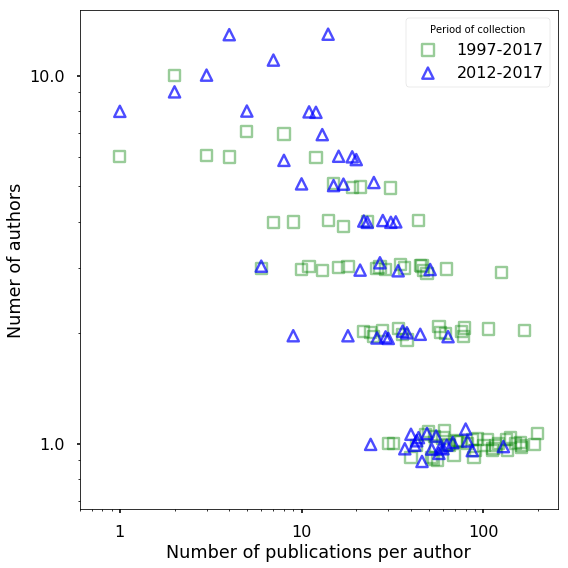 Period of collection
1997-2017
2012-2017
10.0
1.0
Numer of authors
1
10
100
Number of publications per author